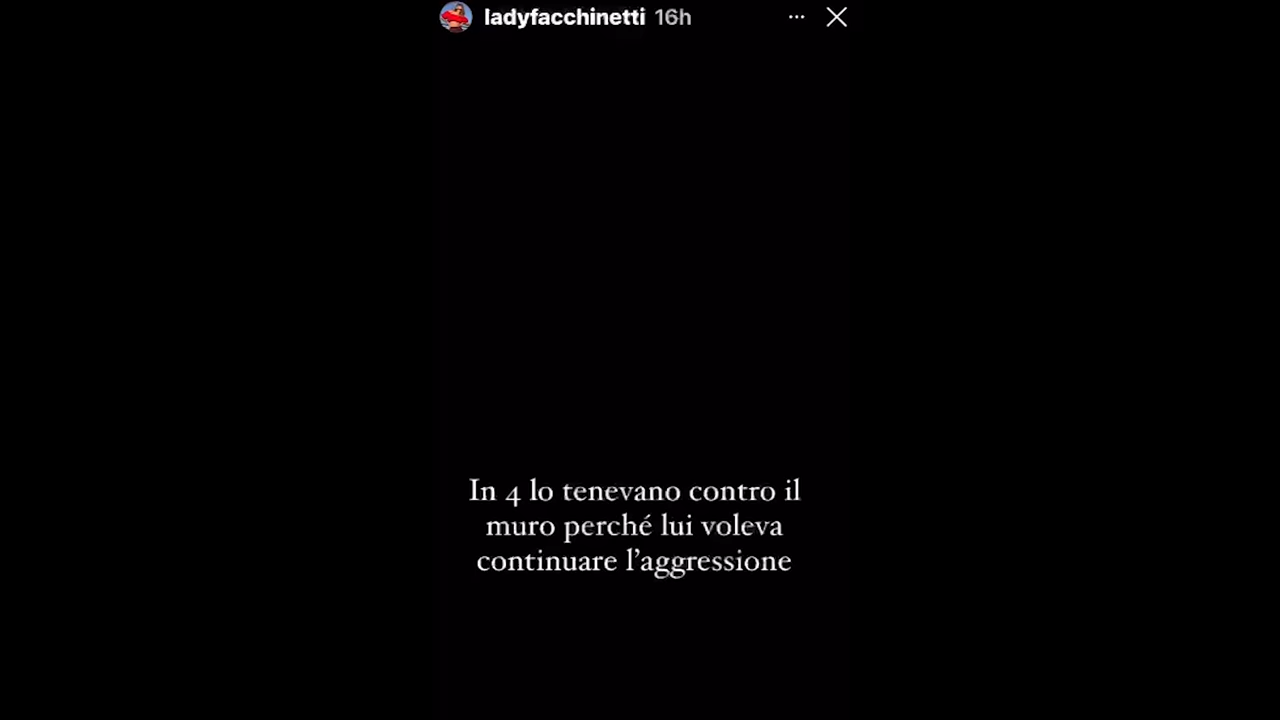 ladyfacchinetti 16h
In 4 lo tenevano contro il
muro perché lui voleva
continuare l’aggressione